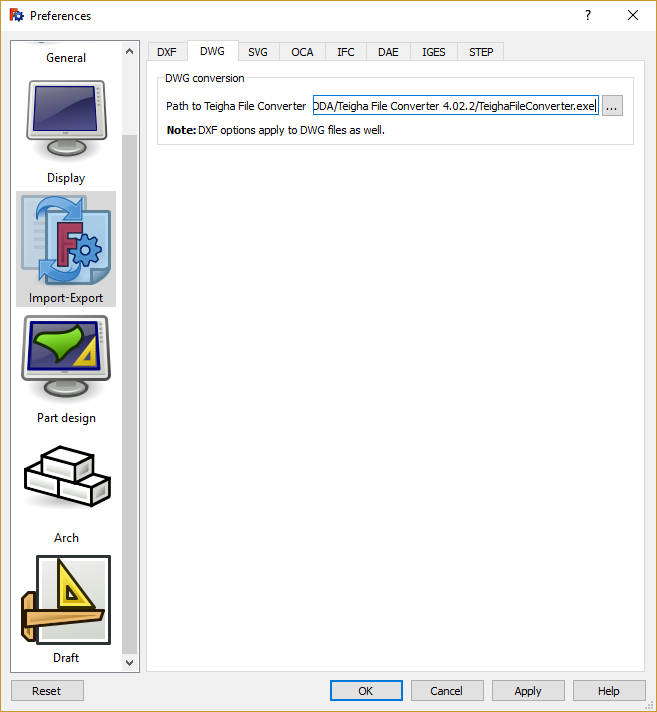 Preferences
?
General
Display
Import-Export
Part design
Arch
Draft
DXF DWG SVG OCA IFC DAE IGES STEP
DWG conversion
Path to Teigha File Converter /Teigha File Converter 4.02.2/TeighaFileConverter.exe ...
Note: DXF options apply to DWG files as well.
Reset OK Cancel Apply Help